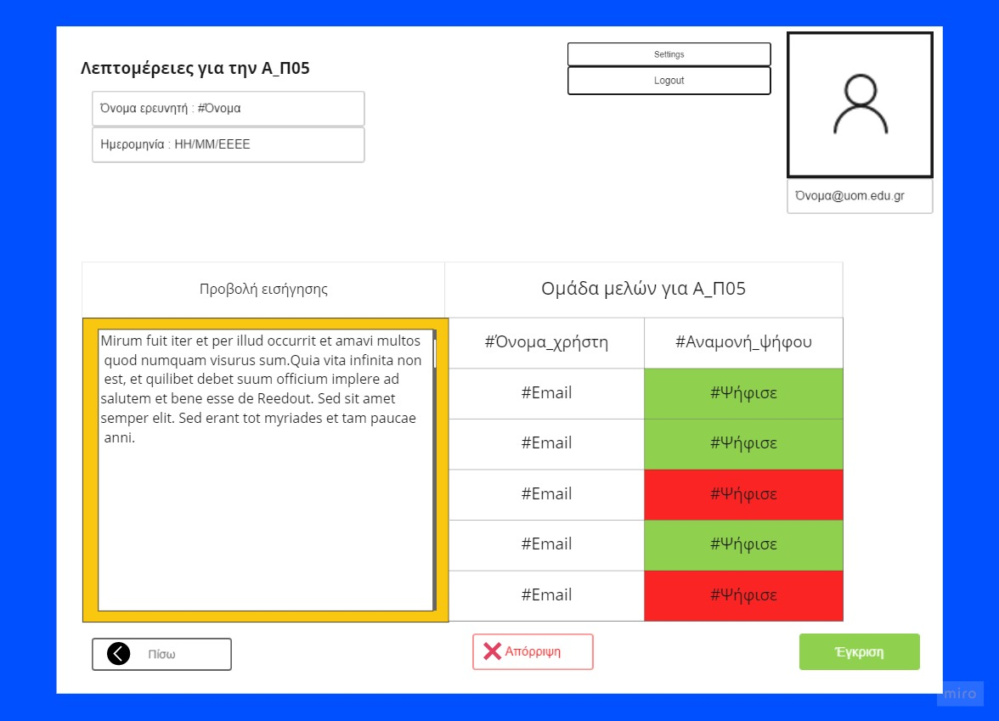 Λεπτομέρειες για την Α_Π05
Settings
Logout
Όνομα ερευνητή : #Όνομα
Ημερομηνία : ΗΗ/ΜΜ/ΕΕΕΕ
Όνομα@uom.edu.gr
Προβολή εισήγησης
Ομάδα μελών για Α_Π05
Mirum fuit iter et per illud occurrit et amavi multos
quod numquam visurus sum.Quia vita infinita non
est, et quilibet debet suum officium implere ad
salutem et bene esse de Reedout. Sed sit amet
semper elit. Sed erant tot myriades et tam paucae
anni.
#Όνομα_χρήστη
#Αναμονή_ψήφου
#Email
#Ψήφισε
#Email
#Ψήφισε
#Email
#Ψήφισε
#Email
#Ψήφισε
#Email
#Ψήφισε
Πίσω
Απόρριψη
Έγκριση
miro